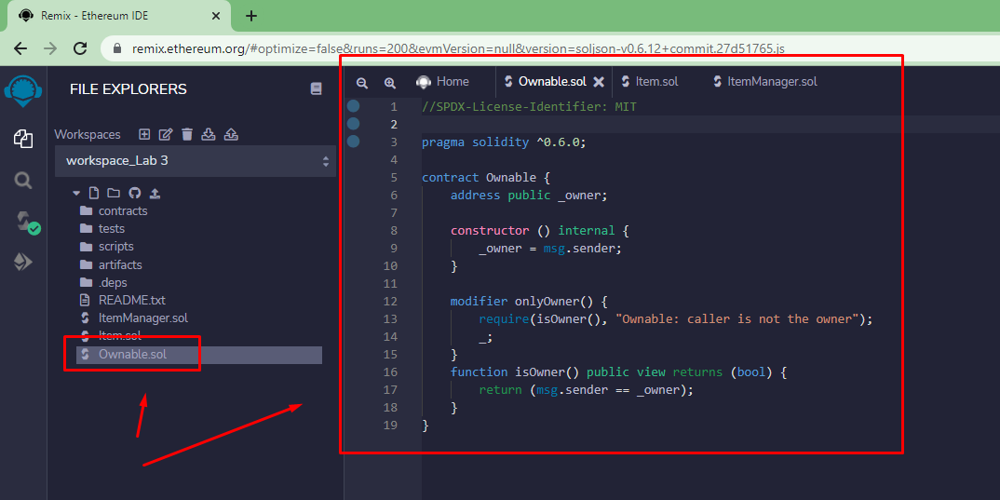 Remix - Ethereum IDE
remix.ethereum.org/#optimize=false&runs=200&evmVersion=null&version=soljson-v0.6.12+commit.27d51765.js
FILE EXPLORERS
Workspaces
workspace_Lab 3
contracts
tests
scripts
artifacts
.deps
README.txt
ItemManager.sol
Item.sol
Ownable.sol
Home
Ownable.sol
Item.sol
ItemManager.sol
1 //SPDX-License-Identifier: MIT
2
3 pragma solidity ^0.6.0;
4
5 contract Ownable {
6 address public _owner;
7
8 constructor () internal {
9 _owner = msg.sender;
10 }
11
12 modifier onlyOwner() {
13 require(isOwner(), "Ownable: caller is not the owner");
14 _;
15 }
16 function isOwner() public view returns (bool) {
17 return (msg.sender == _owner);
18 }
19 }